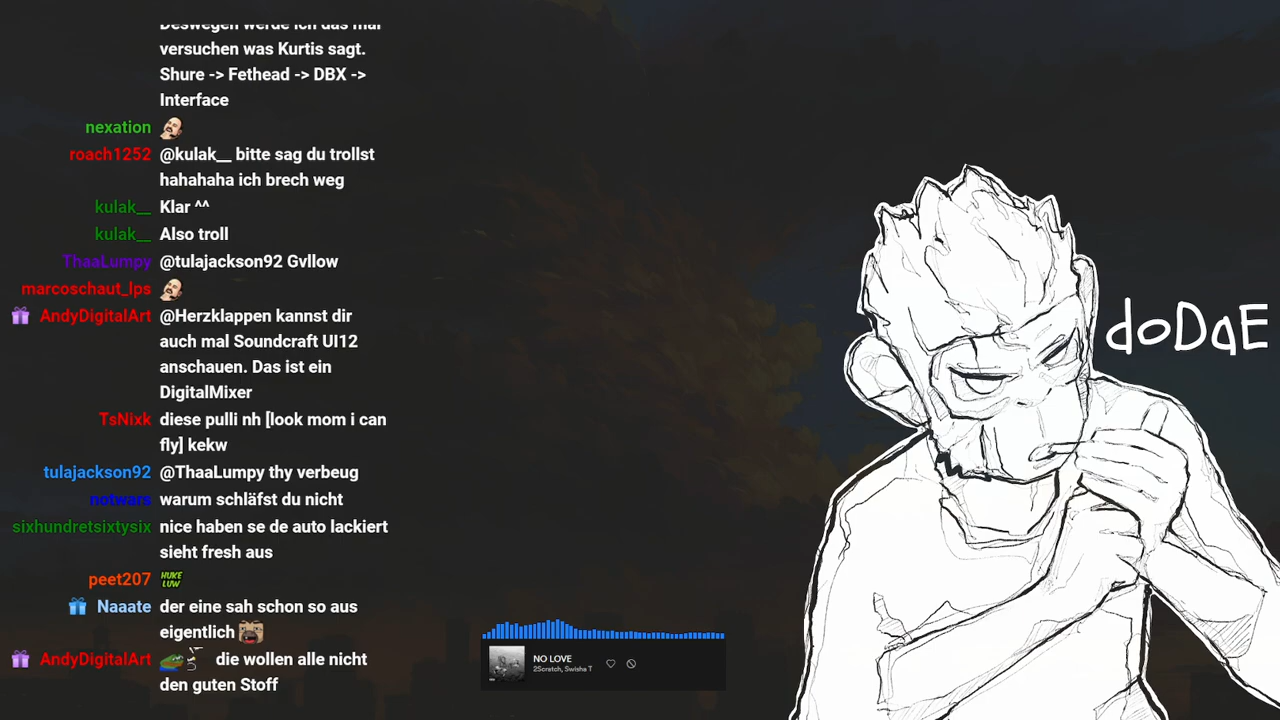 Deswegen werde ich das mal
versuchen was Kurtis sagt.
Shure -> Fethead -> DBX ->
Interface
nexation
roach1252 @kulak__ bitte sag du trollst
hahahaha ich brech weg
kulak__ Klar ^^
kulak__ Also troll
ThaaLumpy @tulajackson92 Gvllow
marcoschaut_lps
AndyDigitalArt @Herzklappen kannst dir
auch mal Soundcraft UI12
anschauen. Das ist ein
DigitalMixer
TsNixk diese pulli nh [look mom i can
fly] kekw
tulajackson92 @ThaaLumpy thy verbeug
notwars warum schläfst du nicht
sixhundretsixtysix nice haben se de auto lackiert
sieht fresh aus
peet207 HUKE
LUW
Naaate der eine sah schon so aus
eigentlich
AndyDigitalArt die wollen alle nicht
den guten Stoff
NO LOVE
2Scratch, Swisha T
doDaE